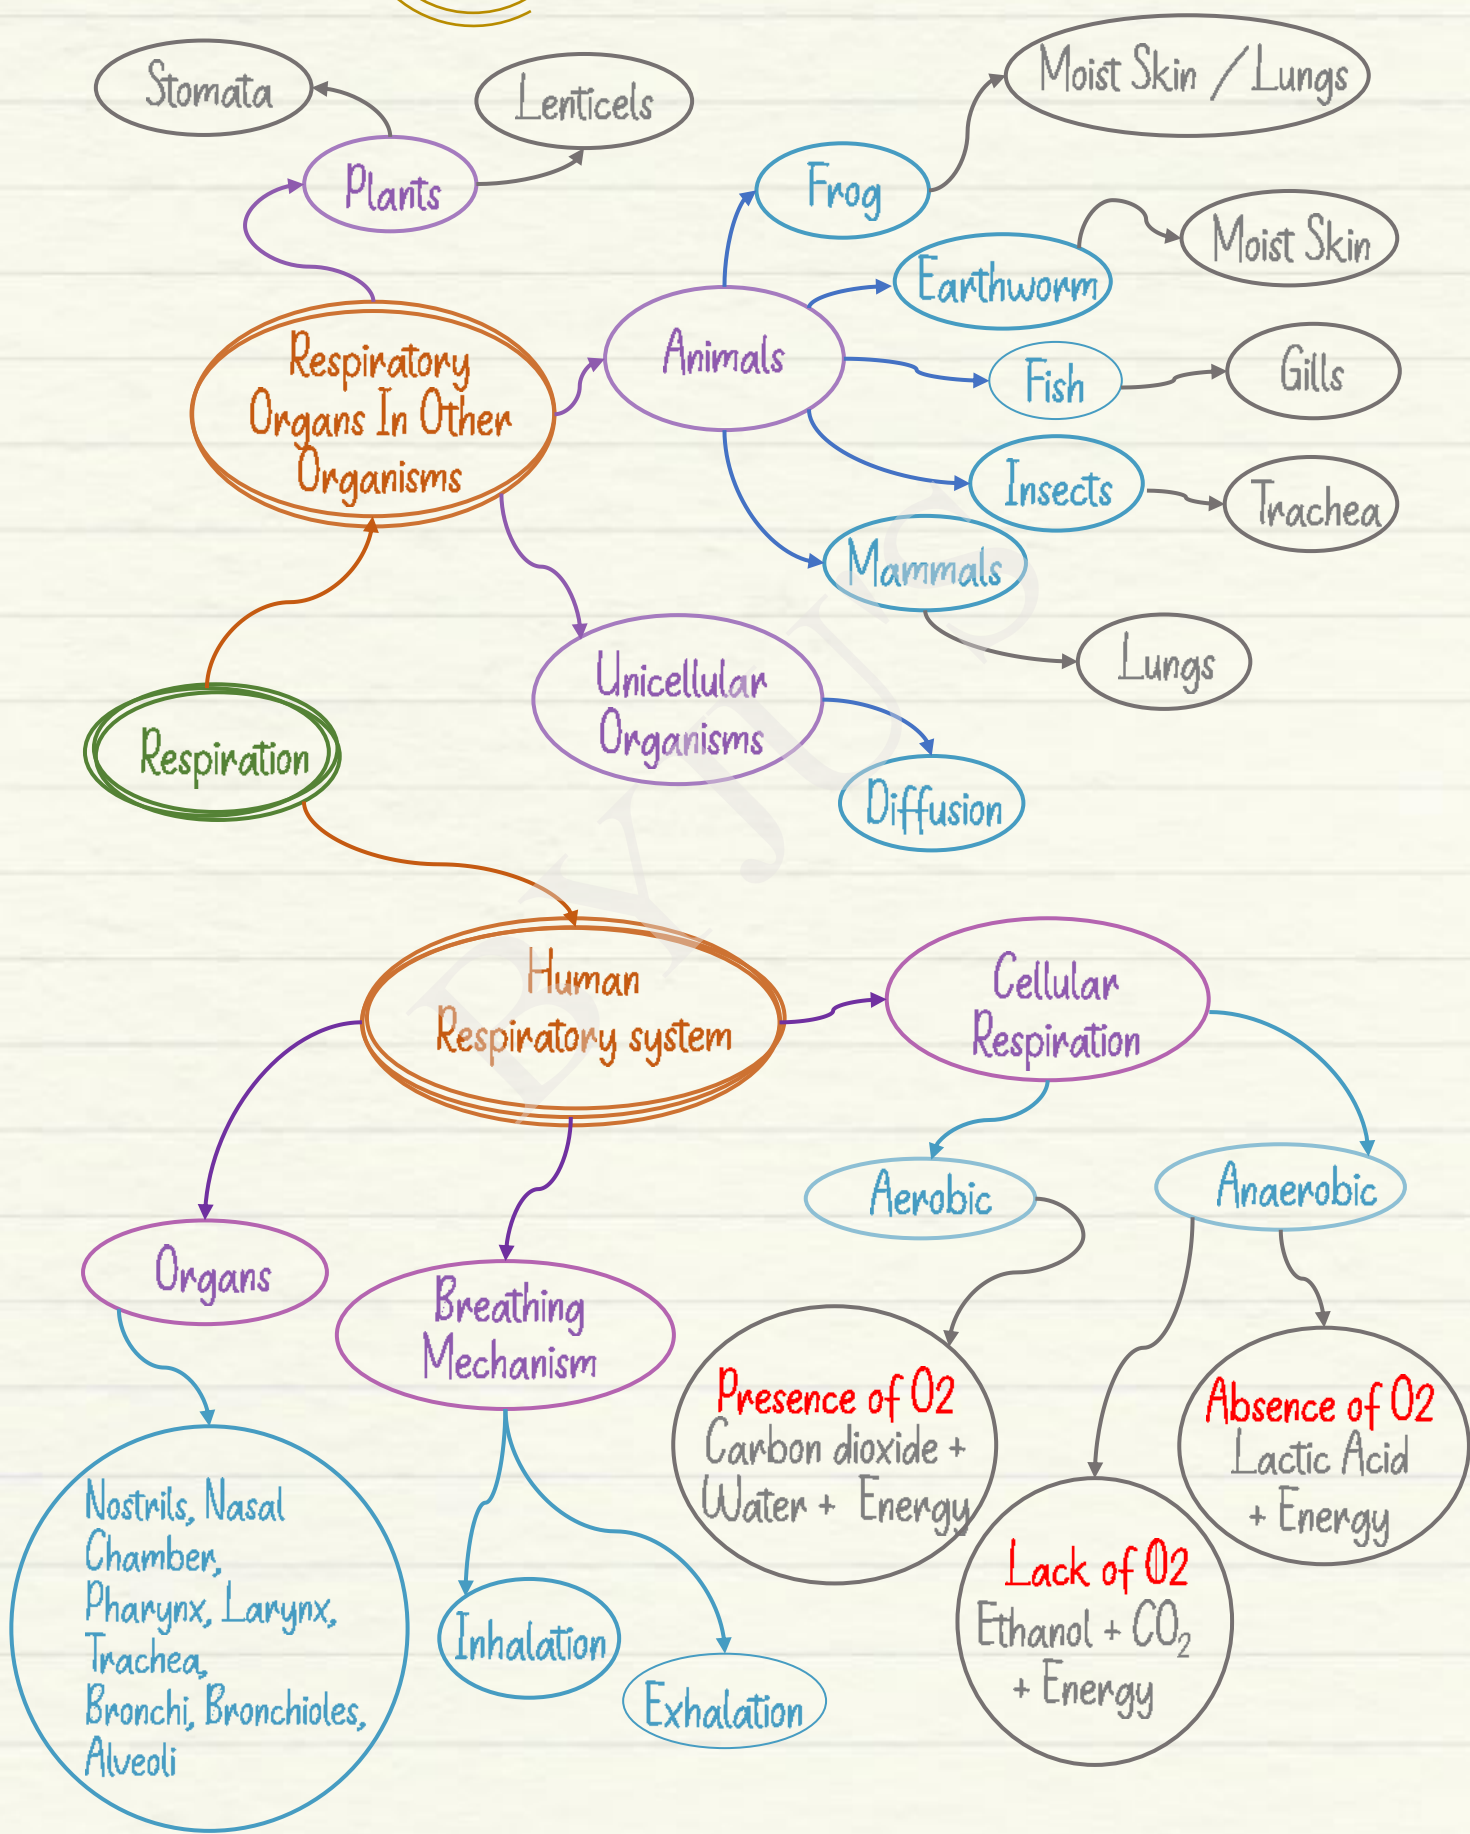 Stomata
Lenticels
Moist Skin / Lungs
Plants
Frog
Moist Skin
Earthworm
Respiratory
Organs In Other
Organisms
Animals
Fish
Gills
Insects
Trachea
Mammals
Lungs
Unicellular
Organisms
Respiration
Diffusion
BYJU'S
Human
Respiratory system
Cellular
Respiration
Aerobic
Anaerobic
Organs
Breathing
Mechanism
Presence of O2
Carbon dioxide +
Water + Energy
Absence of O2
Lactic Acid
+ Energy
Lack of O2
Ethanol + CO₂
+ Energy
Nostrils, Nasal
Chamber,
Pharynx, Larynx,
Trachea,
Bronchi, Bronchioles,
Alveoli
Inhalation
Exhalation